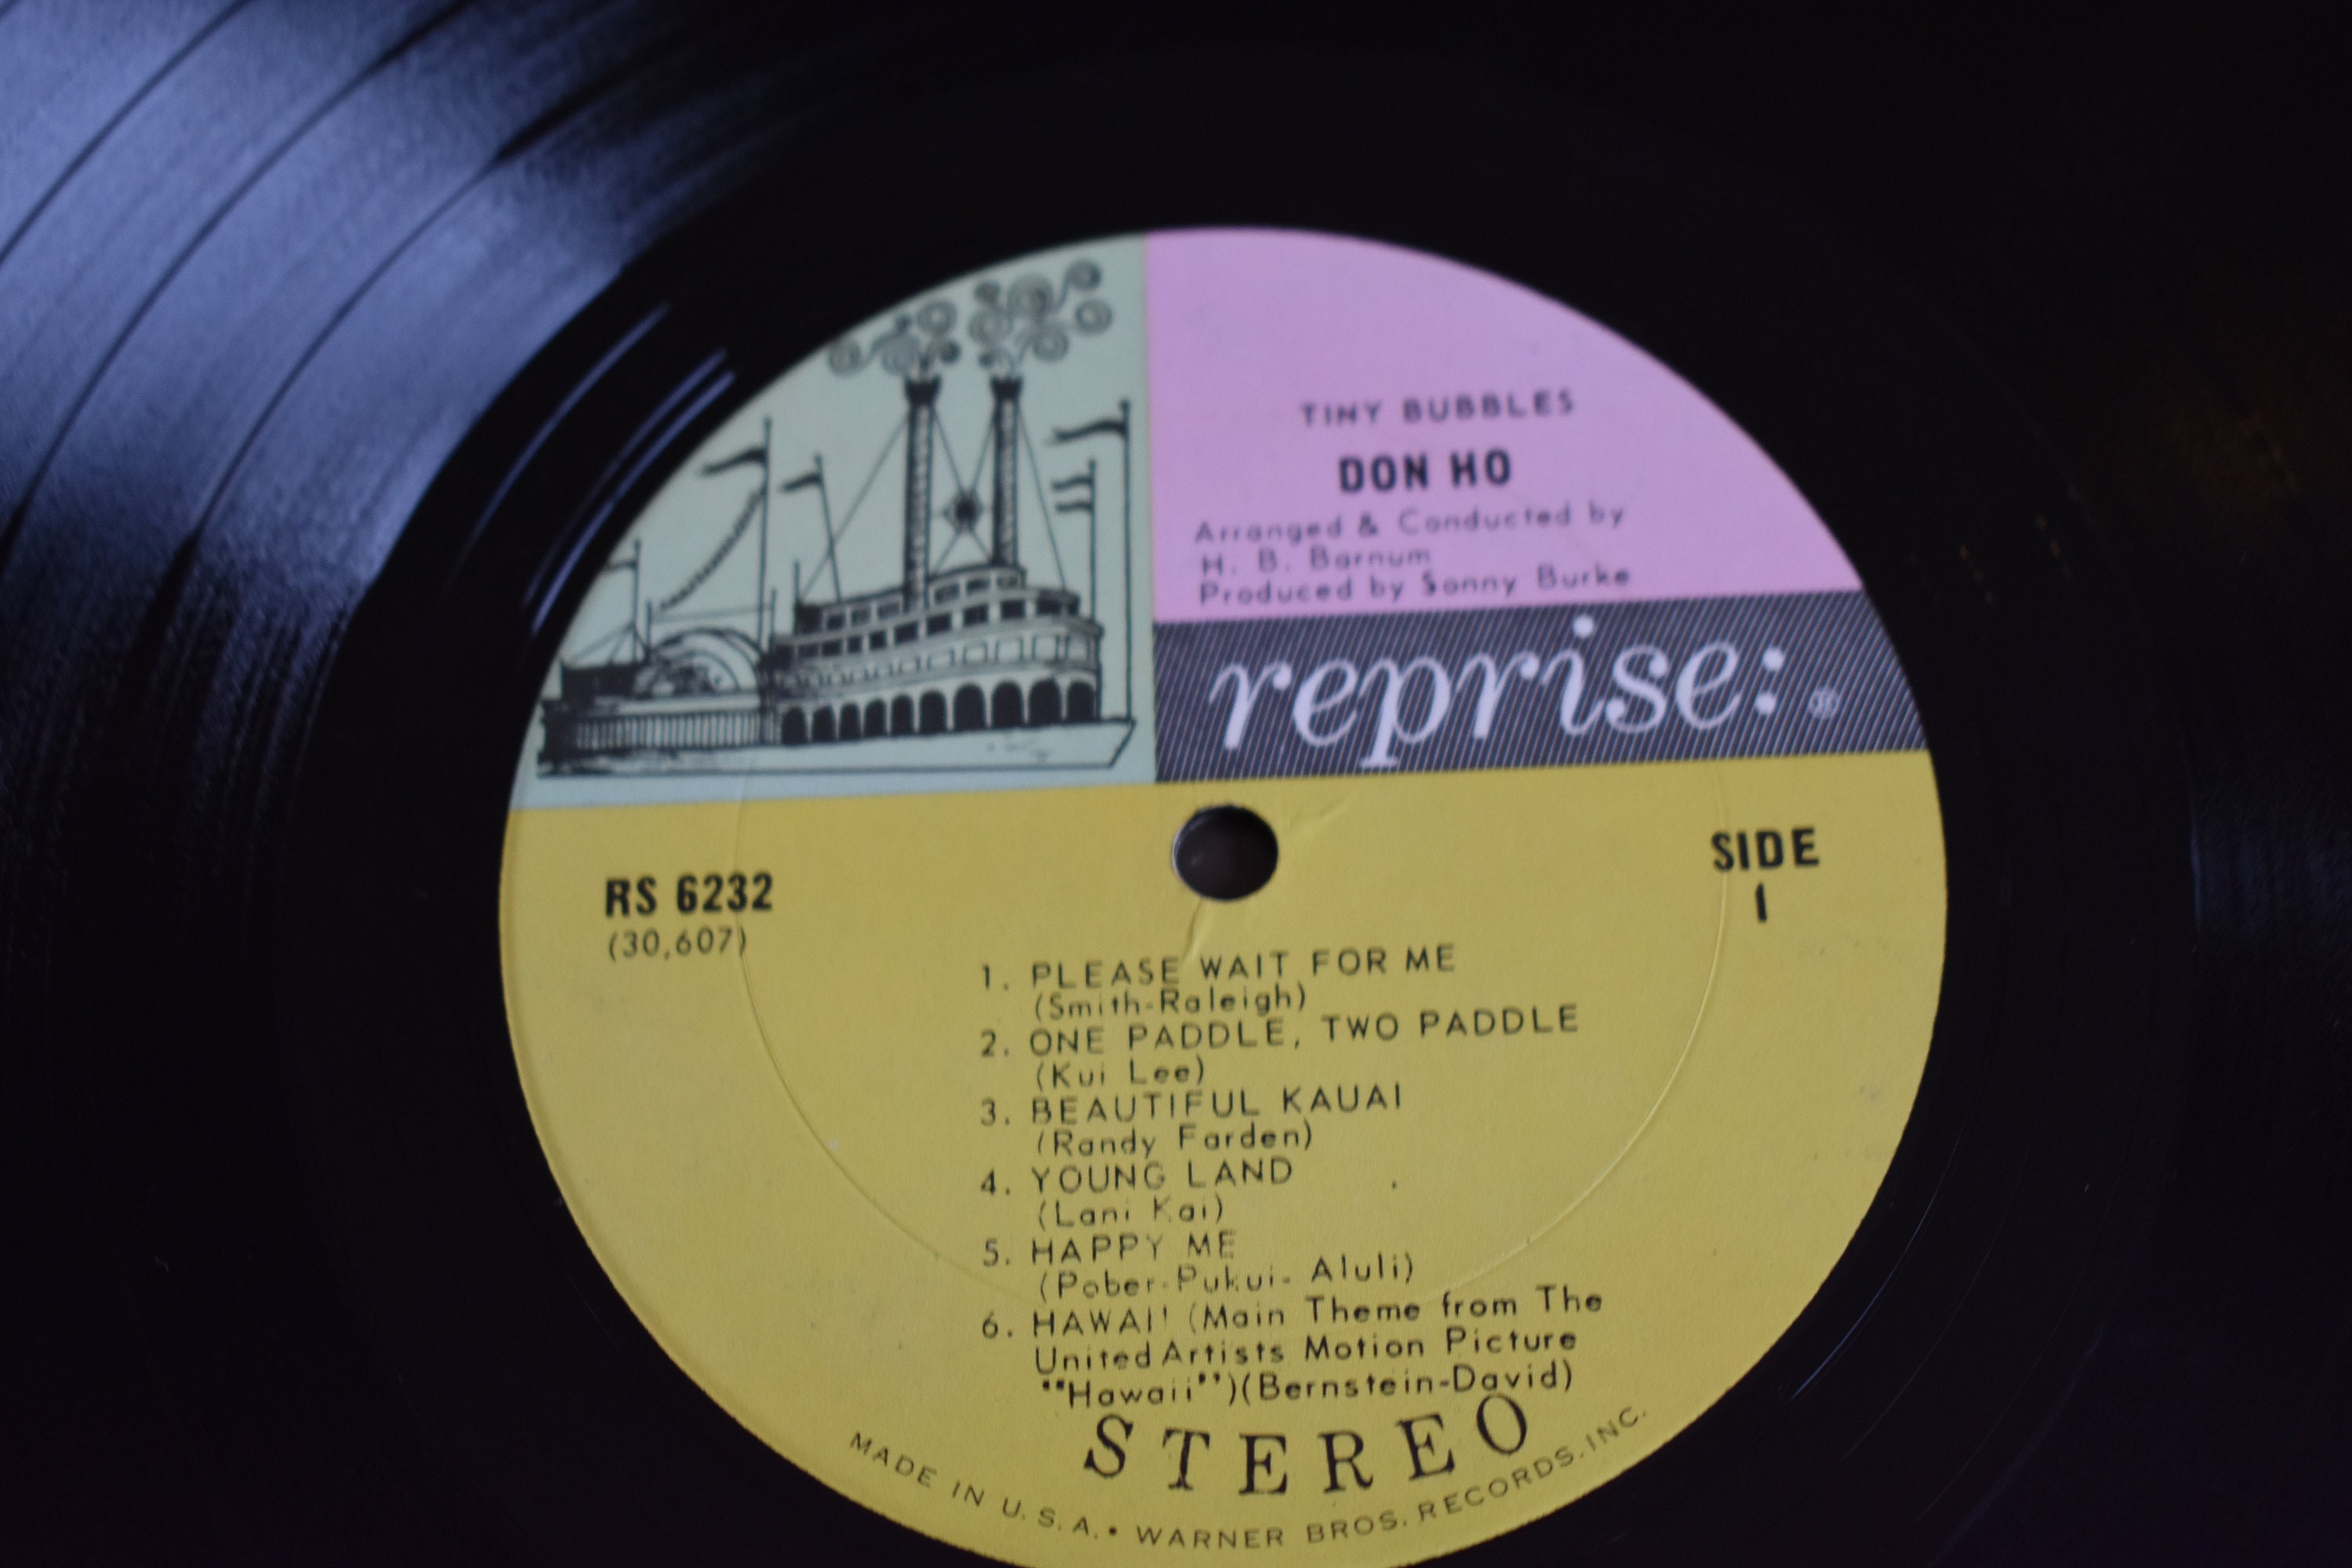 TINY BUBBLES
DON HO
Arranged & Conducted by
H. B. Barnum
Produced by Sonny Burke
reprise: ®
RS 6232
(30,607)
SIDE
1
1. PLEASE WAIT FOR ME
(Smith-Raleigh)
2. ONE PADDLE, TWO PADDLE
(Kui Lee)
3. BEAUTIFUL KAUAI
(Randy Farden)
4. YOUNG LAND
(Lani Kai)
5. HAPPY ME
(Pober-Pukui- Aluli)
6. HAWAII (Main Theme from The
United Artists Motion Picture
"Hawaii")(Bernstein-David)
STEREO
MADE IN U.S.A. • WARNER BROS. RECORDS, INC.